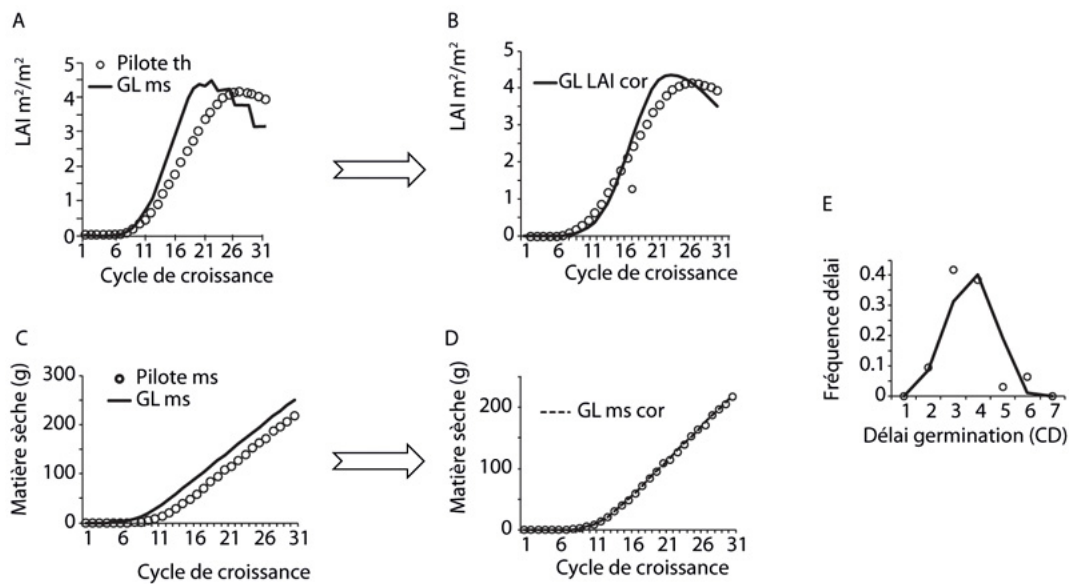 A
LAI m²/m²
Pilote th
GL ms
5
4
3
2
1
0
1 6 11 16 21 26 31
Cycle de croissance
B
LAI m²/m²
GL LAI cor
5
4
3
2
1
0
1 6 11 16 21 26 31
Cycle de croissance
C
Matière sèche (g)
Pilote ms
GL ms
300
200
100
0
1 6 11 16 21 26 31
Cycle de croissance
D
Matière sèche (g)
GL ms cor
200
100
0
1 6 11 16 21 26 31
Cycle de croissance
E
Fréquence délai
0.4
0.3
0.2
0.1
0
1 2 3 4 5 6 7
Délai germination (CD)